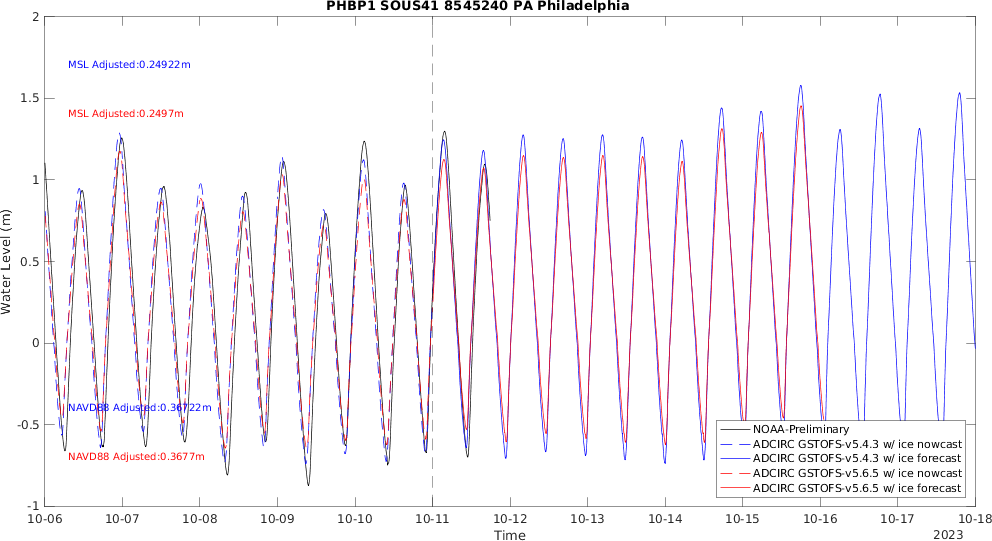 PHBP1 SOUS41 8545240 PA Philadelphia
2
1.5
1
0.5
0
-0.5
-1
Water Level (m)
MSL Adjusted:0.24922m
MSL Adjusted:0.2497m
NAVD88 Adjusted:0.36722m
NAVD88 Adjusted:0.3677m
NOAA-Preliminary
ADCIRC GSTOFS-v5.4.3 w/ ice nowcast
ADCIRC GSTOFS-v5.4.3 w/ ice forecast
ADCIRC GSTOFS-v5.6.5 w/ ice nowcast
ADCIRC GSTOFS-v5.6.5 w/ ice forecast
10-06 10-07 10-08 10-09 10-10 10-11 10-12 10-13 10-14 10-15 10-16 10-17 10-18
Time
2023